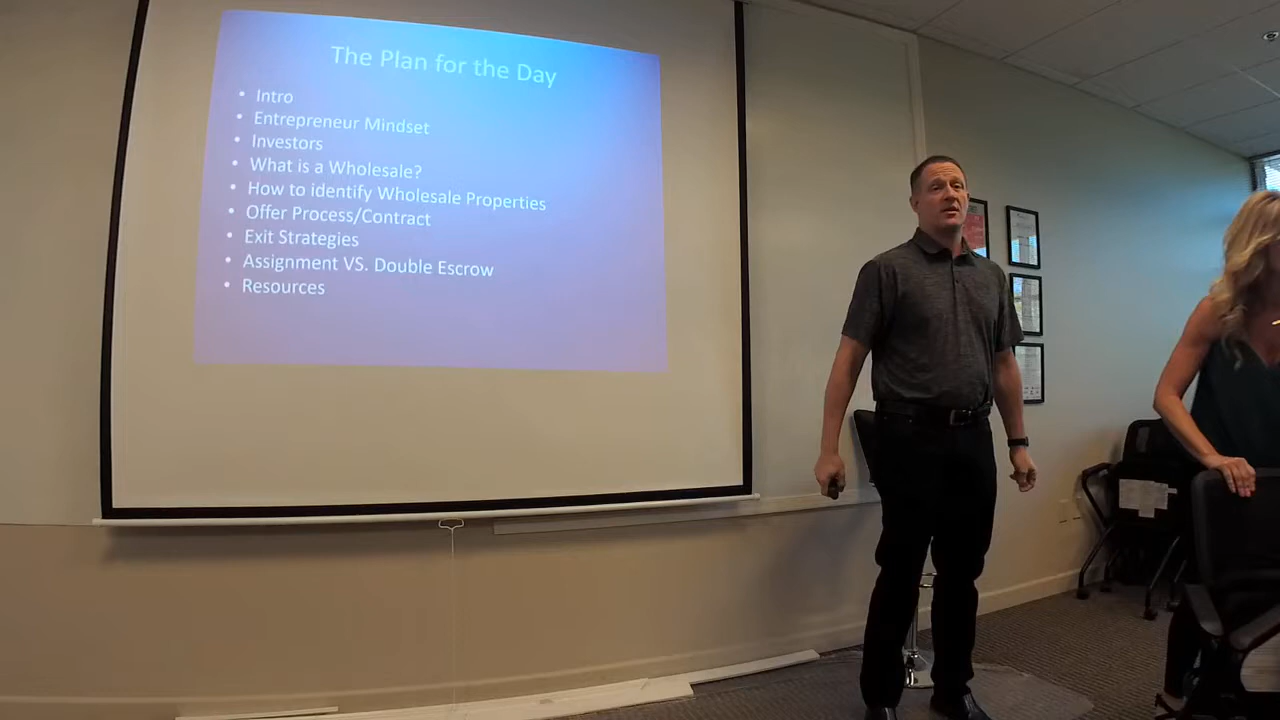 The Plan for the Day
• Intro
• Entrepreneur Mindset
• Investors
• What is a Wholesale?
• How to identify Wholesale Properties
• Offer Process/Contract
• Exit Strategies
• Assignment VS. Double Escrow
• Resources